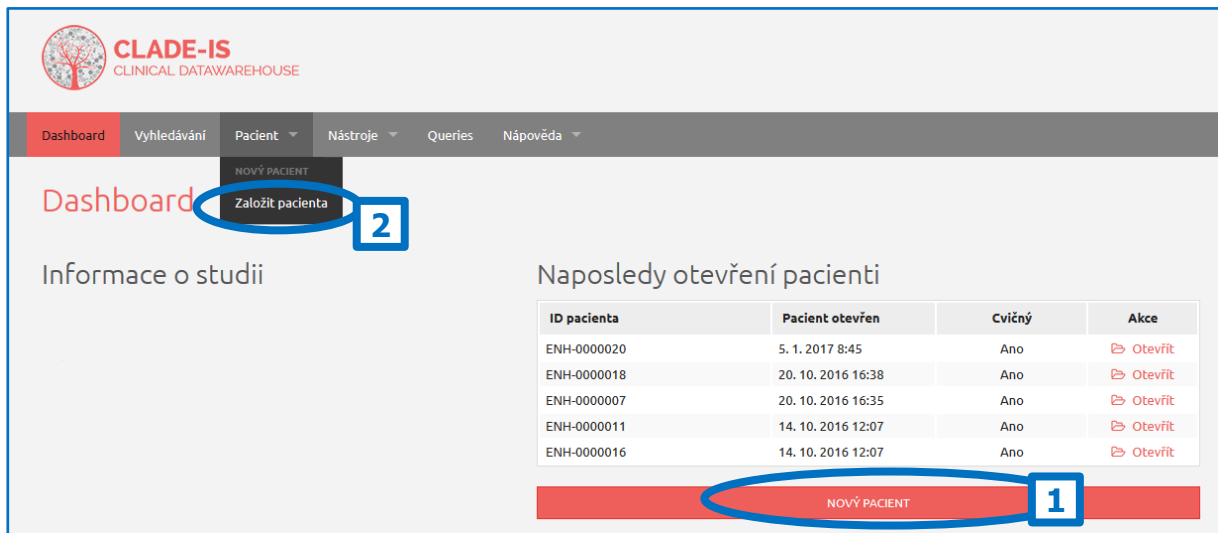 CLADE-IS
CLINICAL DATAWAREHOUSE
Dashboard Vyhledávání Pacient Nástroje Queries Nápověda
NOVÝ PACIENT
Založit pacienta
2
Dashboard
Informace o studii
Naposledy otevření pacienti
ID pacienta Pacient otevřen Cvičný Akce
ENH-0000020 5. 1. 2017 8:45 Ano Otevřít
ENH-0000018 20. 10. 2016 16:38 Ano Otevřít
ENH-0000007 20. 10. 2016 16:35 Ano Otevřít
ENH-0000011 14. 10. 2016 12:07 Ano Otevřít
ENH-0000016 14. 10. 2016 12:07 Ano Otevřít
NOVÝ PACIENT 1